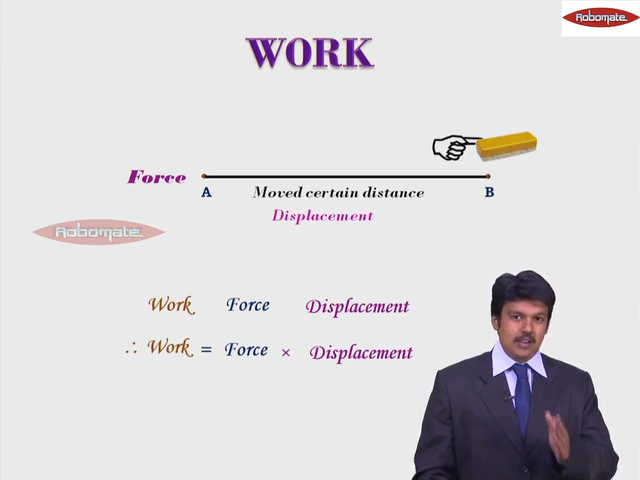 Robomate
WORK
Force
A Moved certain distance B
Displacement
Robomate
Work Force Displacement
∴ Work = Force × Displacement